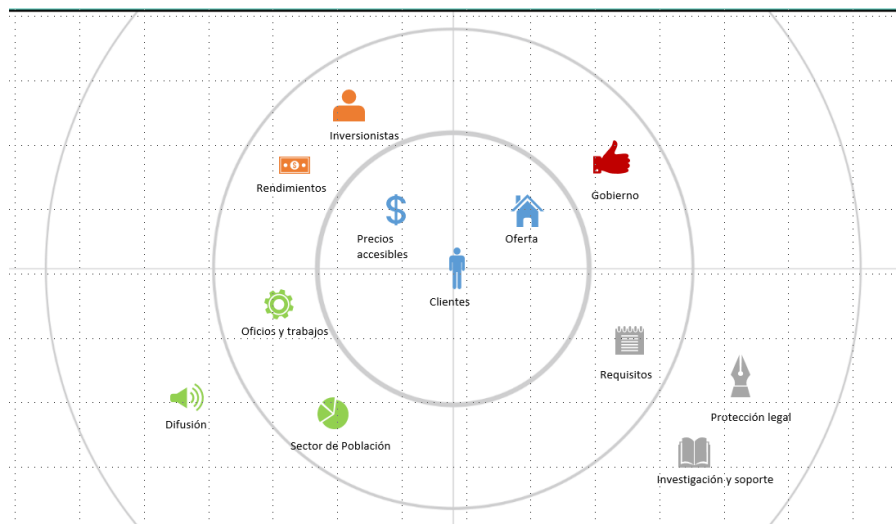 Inversionistas
Rendimientos
Gobierno
$
Precios
accesibles
Oferta
Clientes
Oficios y trabajos
Requisitos
Difusión
Sector de Población
Protección legal
Investigación y soporte